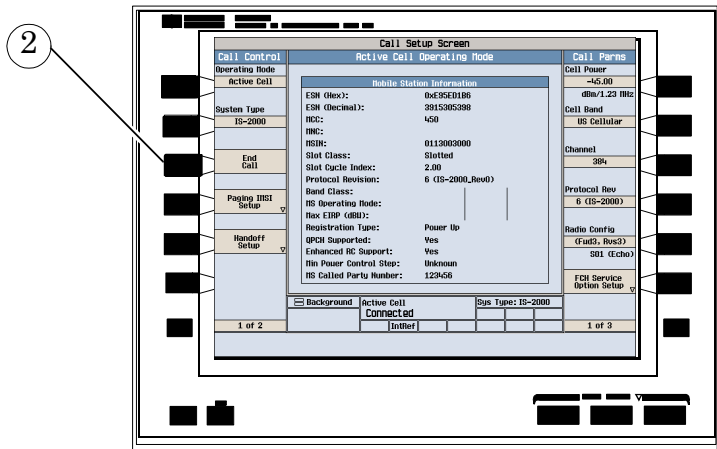 2
Call Setup Screen
Call Control
Active Cell Operating Mode
Call Parms
Operating Mode
Active Cell
System Type
IS-2000
End
Call
Paging IMSI
Setup
Handoff
Setup
1 of 2
Mobile Station Information
ESN (Hex): 0xE95E01B6
ESN (Decimal): 3915305398
MCC: 450
MNC:
MSIN: 0113003000
Slot Class: Slotted
Slot Cycle Index: 2.00
Protocol Revision: 6 (IS-2000_Rev0)
Band Class:
MS Operating Mode:
Max EIRP (dBW):
Registration Type: Power Up
QPCH Supported: Yes
Enhanced RC Support: Yes
Min Power Control Step: Unknown
MS Called Party Number: 123456
Background
Active Cell
Sys Type: IS-2000
Connected
IntRef
Cell Power
-45.00
dBm/1.23 MHz
Cell Band
US Cellular
Channel
384
Protocol Rev
6 (IS-2000)
Radio Config
(Fwd3, Rvs3)
SO1 (Echo)
FCH Service
Option Setup
1 of 3